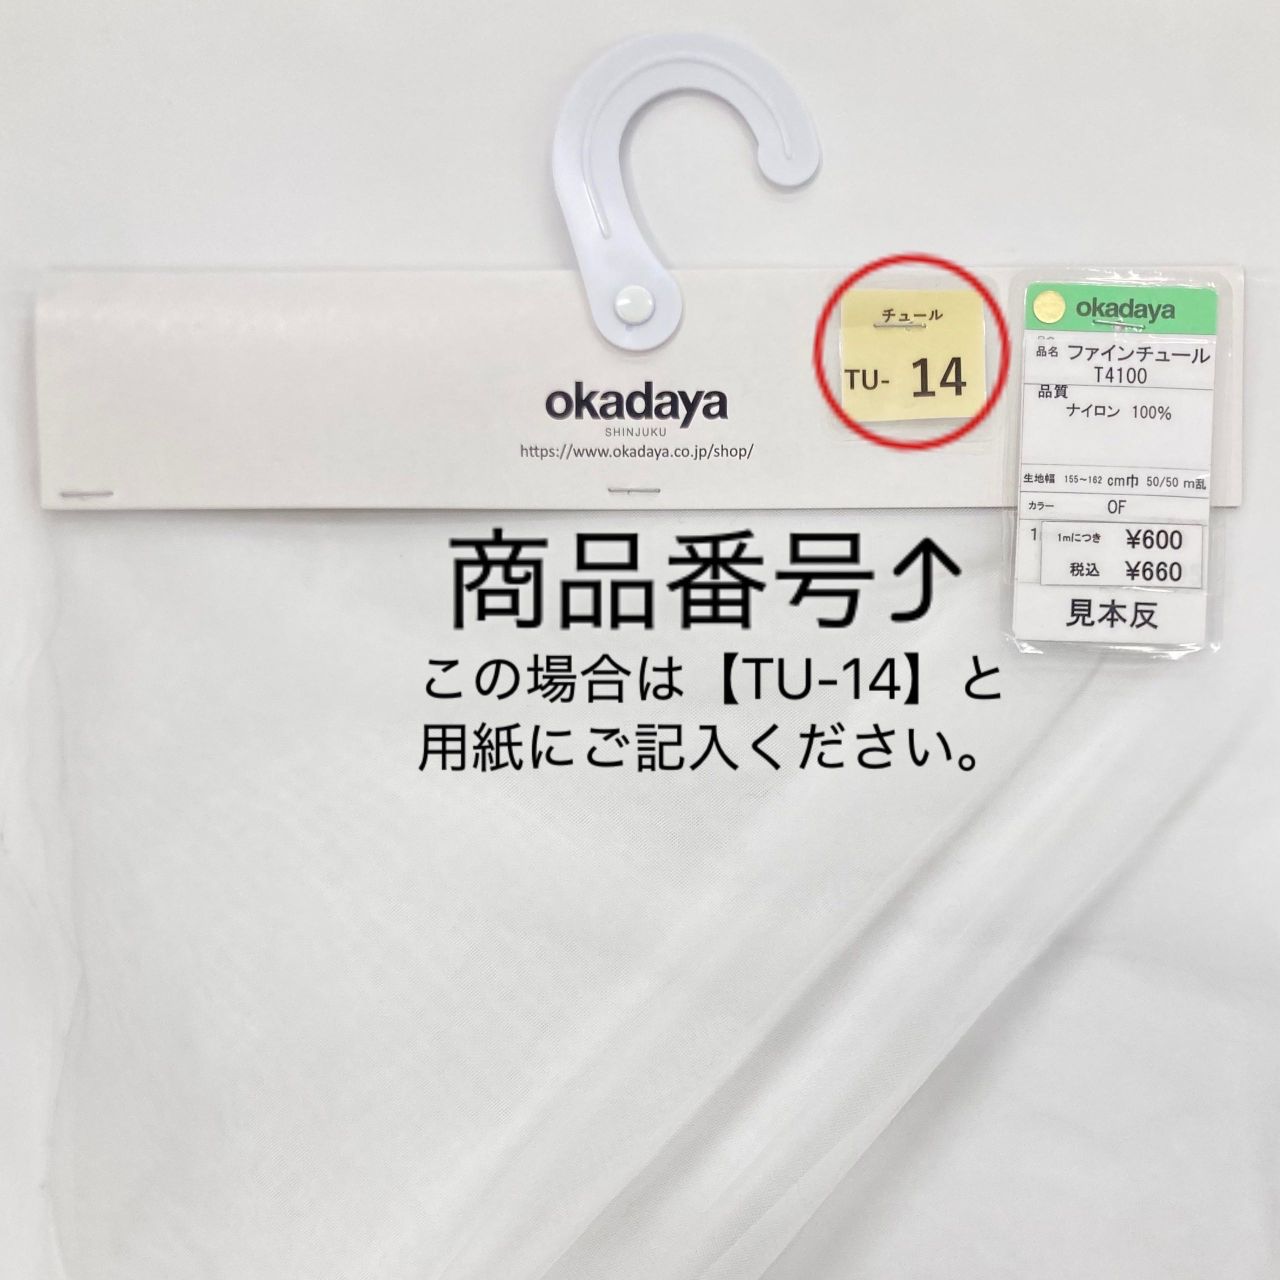 okadaya
SHINJUKU
https://www.okadaya.co.jp/shop/
チュール
TU- 14
okadaya
品名 ファインチュール
T4100
品質
ナイロン 100%
生地幅 155~162 cm巾 50/50 m乱
カラー OF
1
1mにつき ¥600
税込 ¥660
見本反
商品番号⤴
この場合は【TU-14】と
用紙にご記入ください。